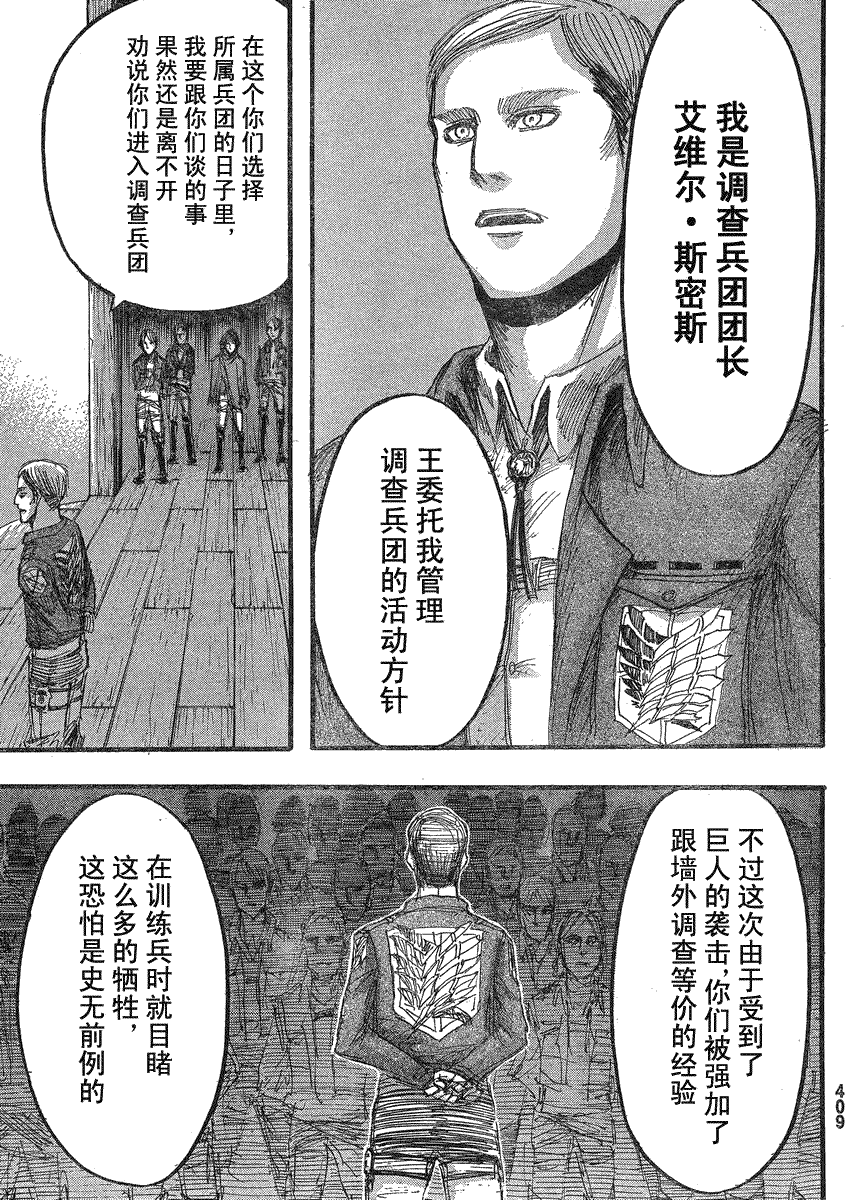 我是调查兵团团长
艾维尔·斯密斯
王委托我管理
调查兵团的活动方针
在这个你们选择
所属兵团的日子里，
我要跟你们谈的事
果然还是离不开
劝说你们进入调查兵团
不过这次由于受到了
巨人的袭击，你们被强加了
跟墙外调查等价的经验
在训练兵时就目睹
这么多的牺牲，
这恐怕是史无前例的
409